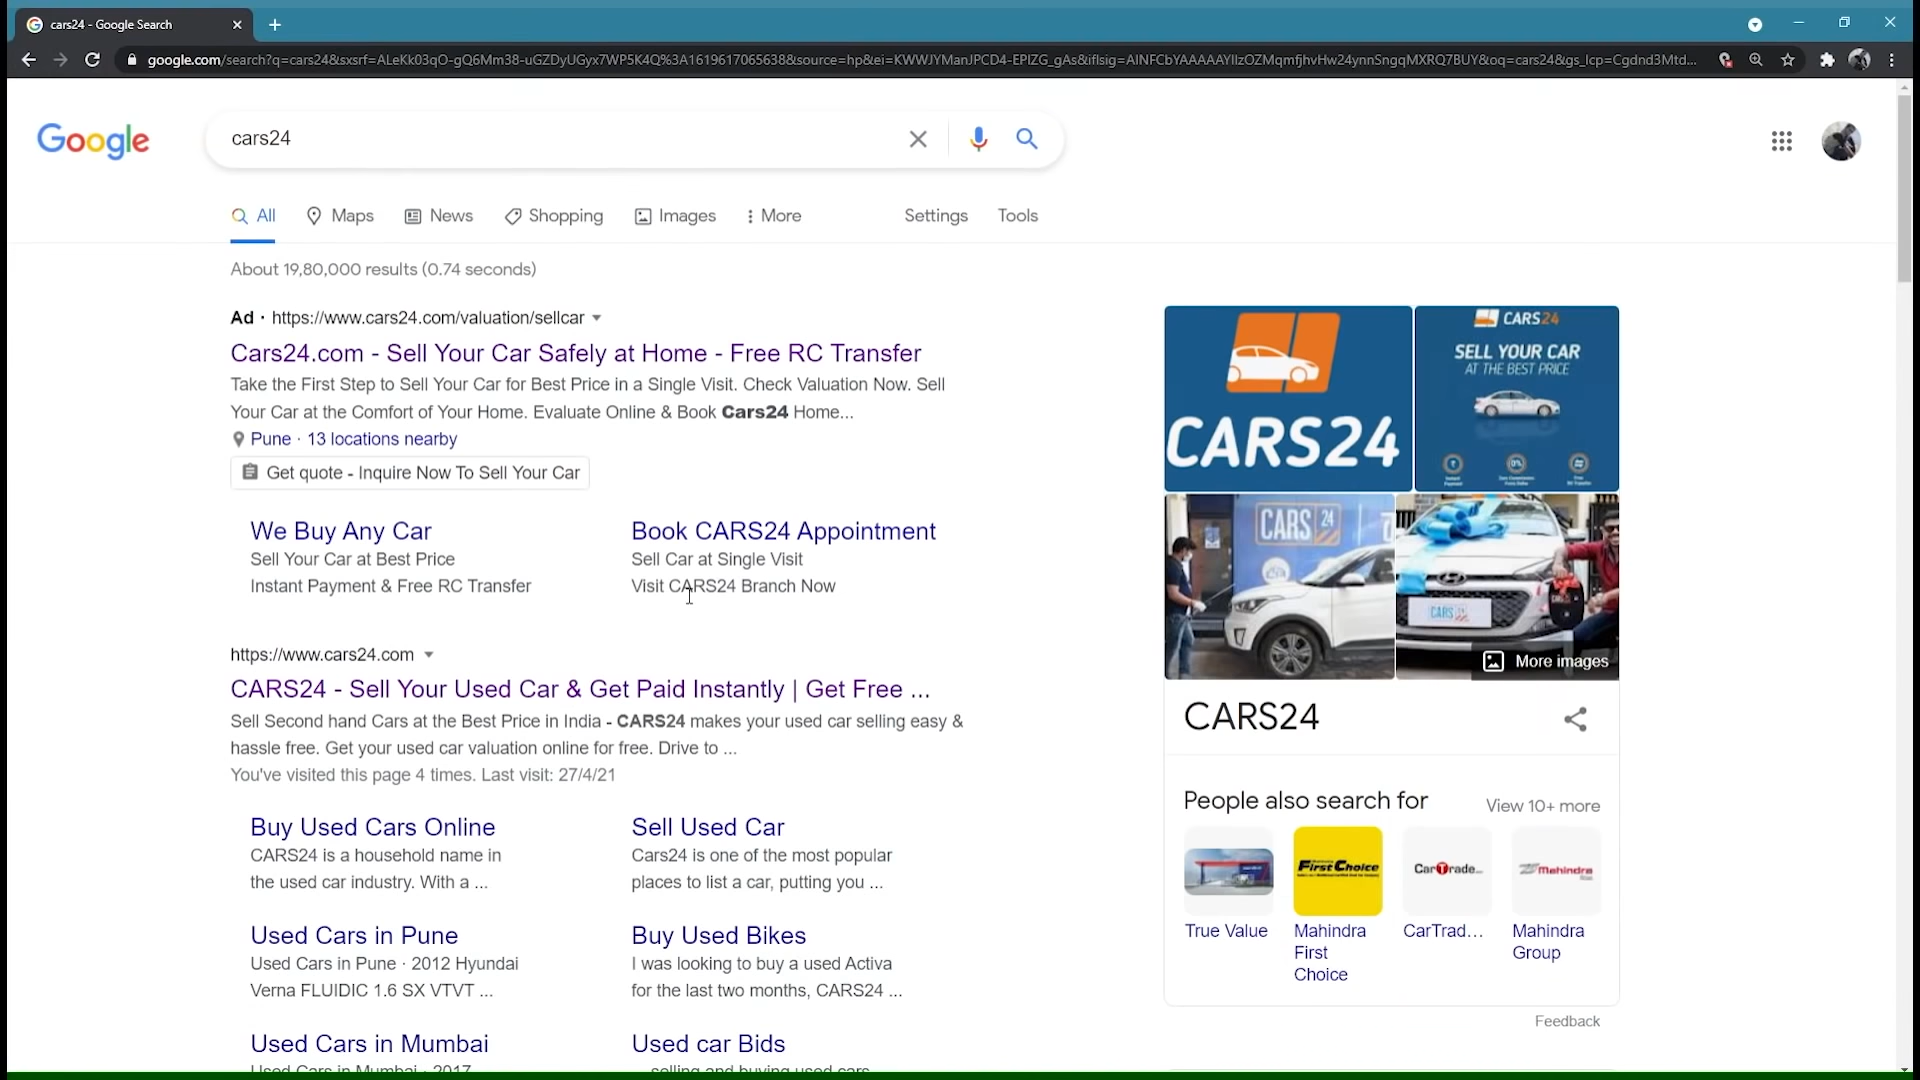 cars24 - Google Search
google.com/search?q=cars24&sxsrf=ALeKk03qO-gQ6Mm38-uGZDyUGyx7WP5K4Q%3A1619617065638&source=hp&ei=KWWJYManJPCD4-EPIZG_gAs&iflsig=AINFCbYAAAAAYIlzOZMqmfjhvHw24ynnSngqMXRQ7BUY&oq=cars24&gs_lcp=Cgdnd3Mtd...
Google
cars24
All Maps News Shopping Images More Settings Tools
About 19,80,000 results (0.74 seconds)
Ad · https://www.cars24.com/valuation/sellcar
Cars24.com - Sell Your Car Safely at Home - Free RC Transfer
Take the First Step to Sell Your Car for Best Price in a Single Visit. Check Valuation Now. Sell
Your Car at the Comfort of Your Home. Evaluate Online & Book Cars24 Home...
Pune · 13 locations nearby
Get quote - Inquire Now To Sell Your Car
We Buy Any Car
Sell Your Car at Best Price
Instant Payment & Free RC Transfer
Book CARS24 Appointment
Sell Car at Single Visit
Visit CARS24 Branch Now
https://www.cars24.com
CARS24 - Sell Your Used Car & Get Paid Instantly | Get Free ...
Sell Second hand Cars at the Best Price in India - CARS24 makes your used car selling easy &
hassle free. Get your used car valuation online for free. Drive to ...
You've visited this page 4 times. Last visit: 27/4/21
Buy Used Cars Online
CARS24 is a household name in
the used car industry. With a ...
Sell Used Car
Cars24 is one of the most popular
places to list a car, putting you ...
Used Cars in Pune
Used Cars in Pune · 2012 Hyundai
Verna FLUIDIC 1.6 SX VTVT ...
Buy Used Bikes
I was looking to buy a used Activa
for the last two months, CARS24 ...
Used Cars in Mumbai
Used Cars in Mumbai · 2017
Used car Bids
selling and buying used cars
CARS24
CARS24
SELL YOUR CAR
AT THE BEST PRICE
CARS 24
CARS
More images
CARS24
People also search for
View 10+ more
FirstChoice
CarTrade
Mahindra
True Value
Mahindra
First
Choice
CarTrad...
Mahindra
Group
Feedback